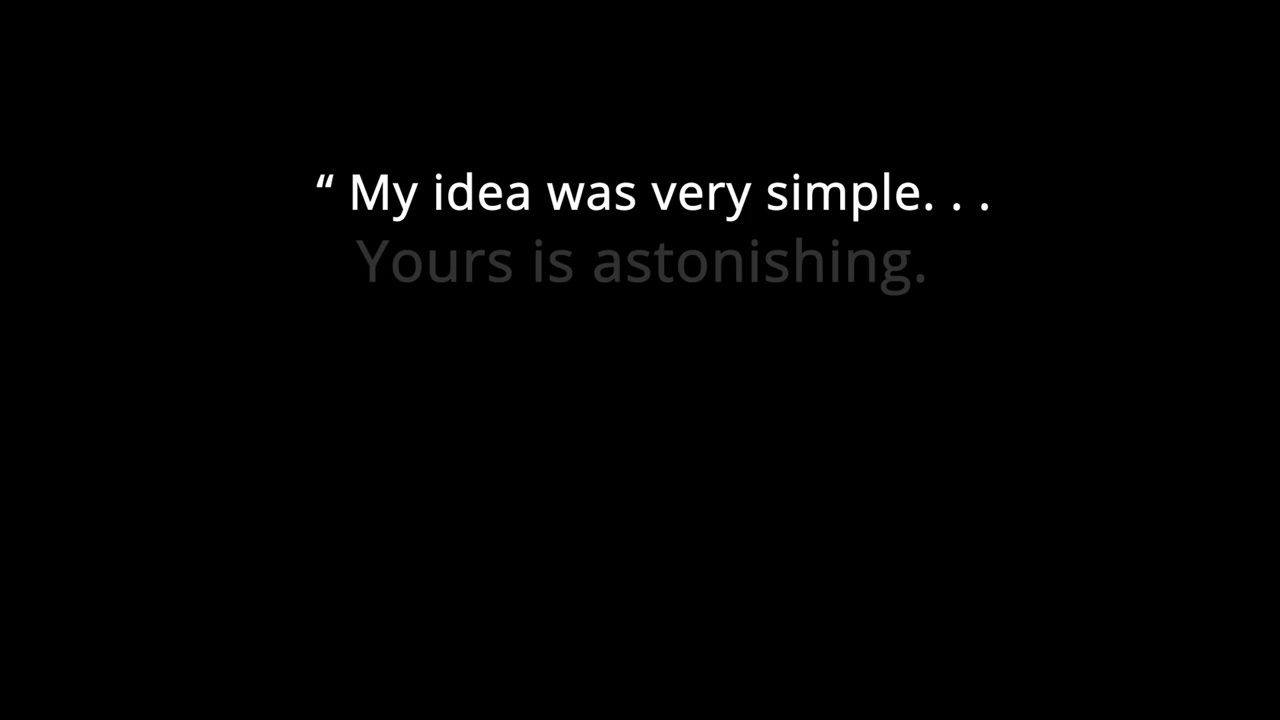 “ My idea was very simple. . .
Yours is astonishing.